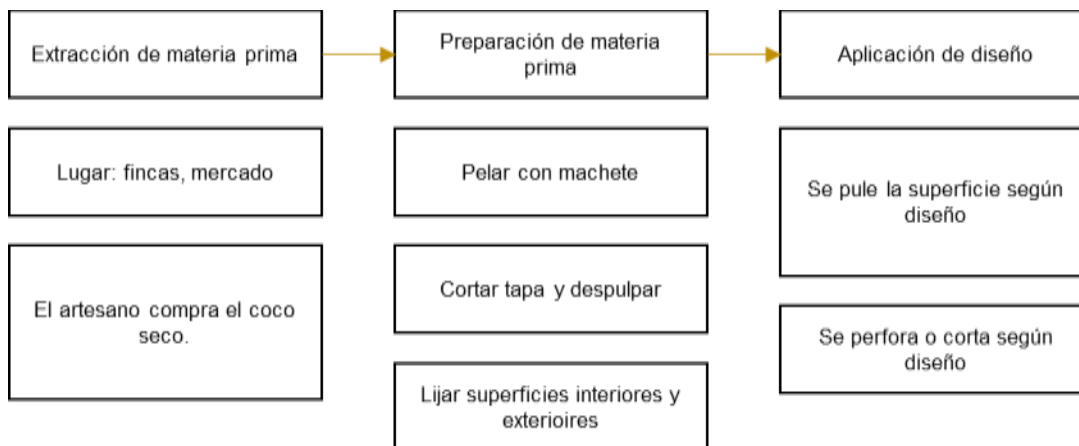 Extracción de materia prima
Preparación de materia
prima
Aplicación de diseño
Lugar: fincas, mercado
Pelar con machete
Se pule la superficie según
diseño
El artesano compra el coco
seco.
Cortar tapa y despulpar
Se perfora o corta según
diseño
Lijar superficies interiores y
exterioires